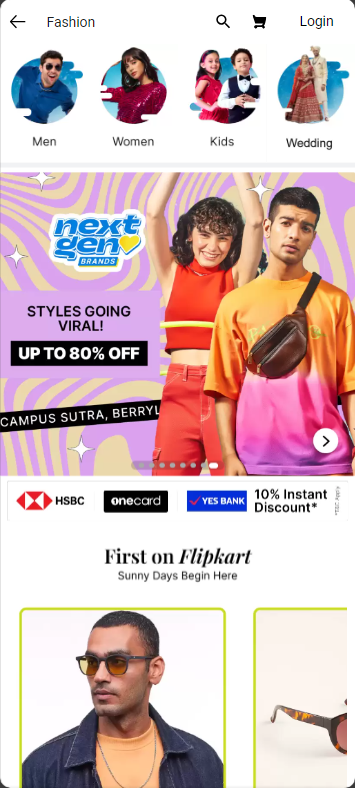 Fashion
Login
Men
Women
Kids
Wedding
next
gen
BRANDS
STYLES GOING
VIRAL!
UP TO 80% OFF
CAMPUS SUTRA, BERRYL
HSBC
onecard
YES BANK
10% Instant
Discount*
*T&C Apply
First on Flipkart
Sunny Days Begin Here